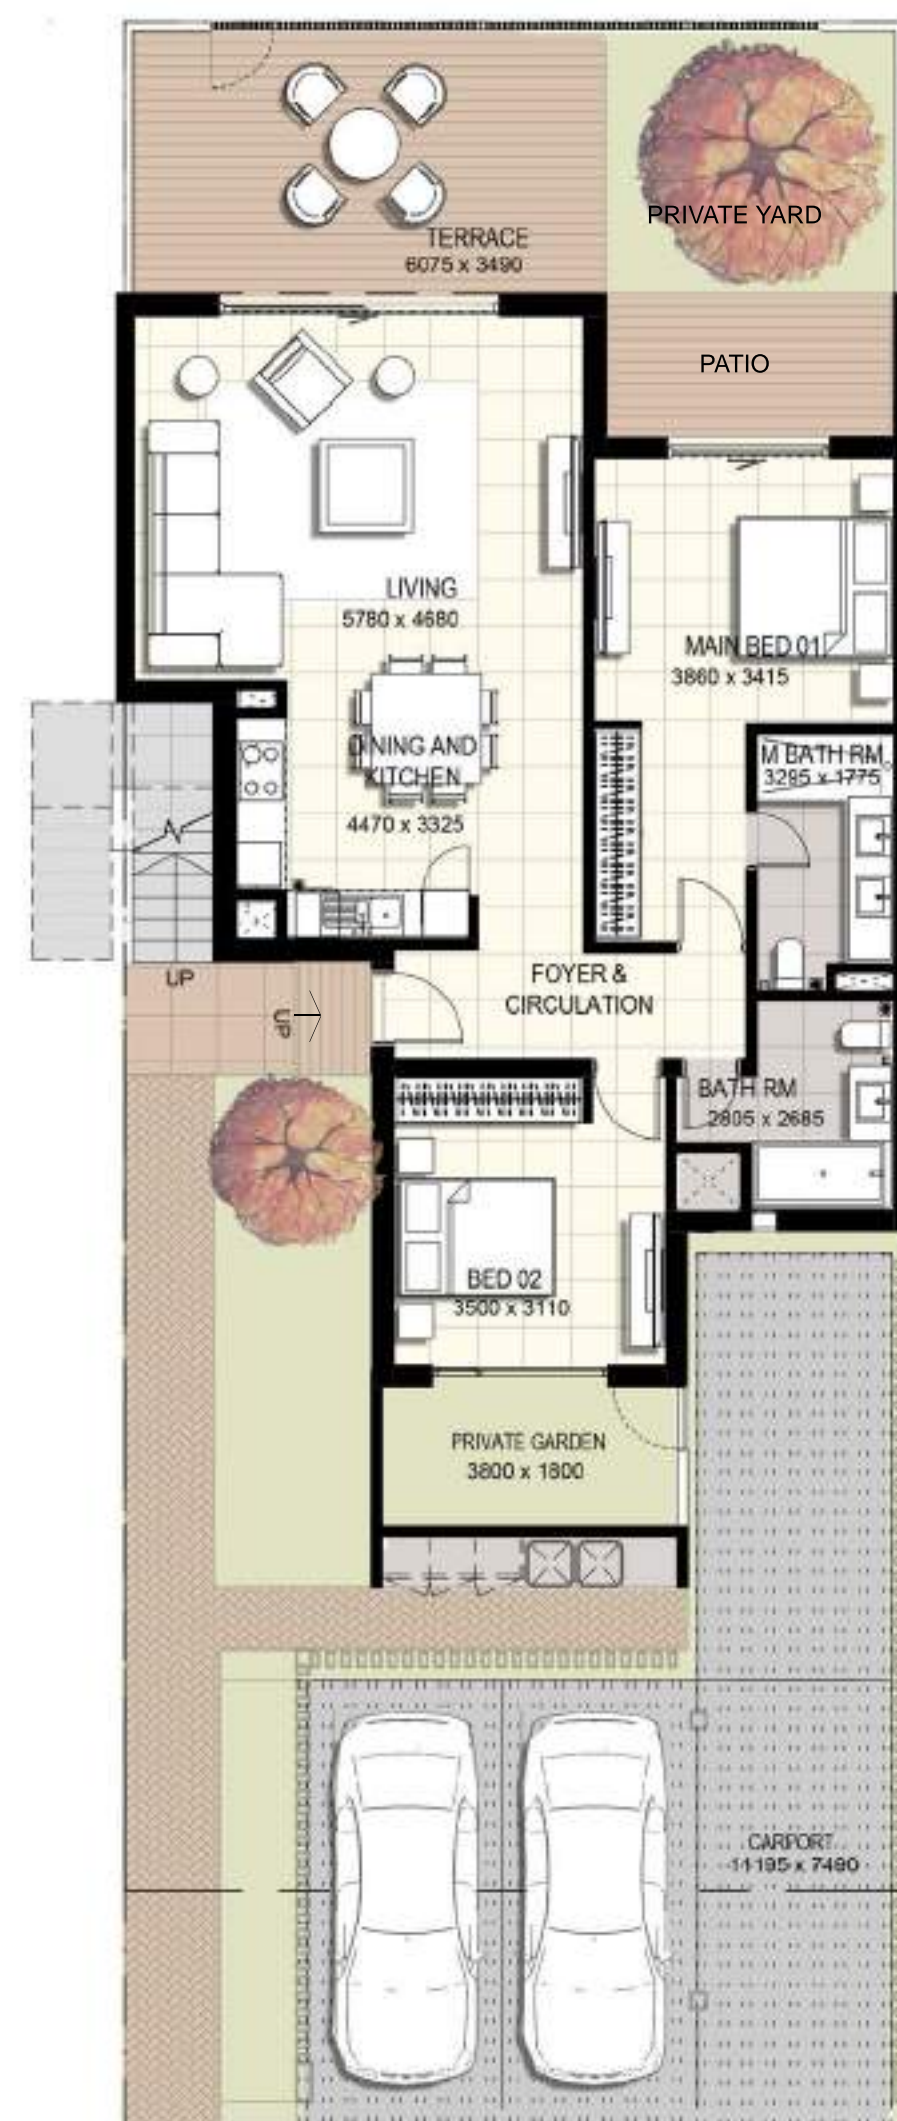 PRIVATE YARD
TERRACE
6075 x 3490
PATIO
LIVING
5780 x 4680
MAIN BED 01
3860 x 3415
DINING AND
KITCHEN
4470 x 3325
M BATH RM
3295 x 1775
UP
UP
FOYER &
CIRCULATION
BATH RM
2805 x 2685
BED 02
3500 x 3110
PRIVATE GARDEN
3800 x 1800
CARPORT
11195 x 7490